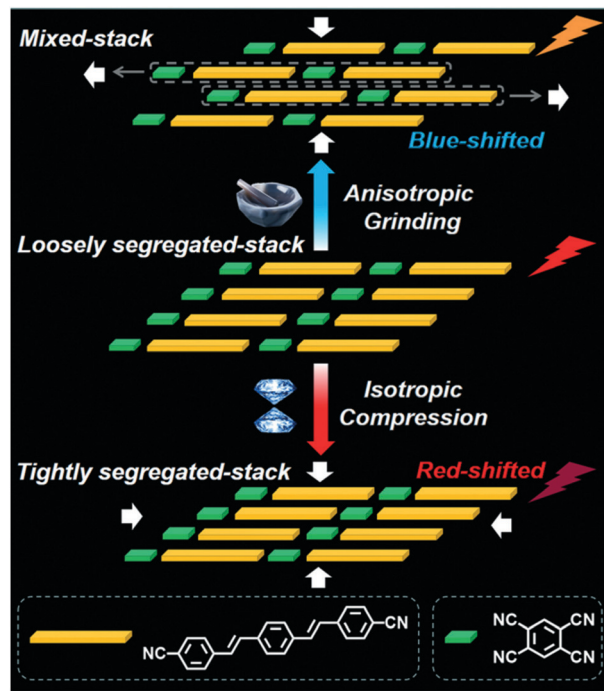 Mixed-stack
Blue-shifted
Anisotropic
Grinding
Loosely segregated-stack
Isotropic
Compression
Tightly segregated-stack
Red-shifted
NC
CN
NC
CN
NC
CN